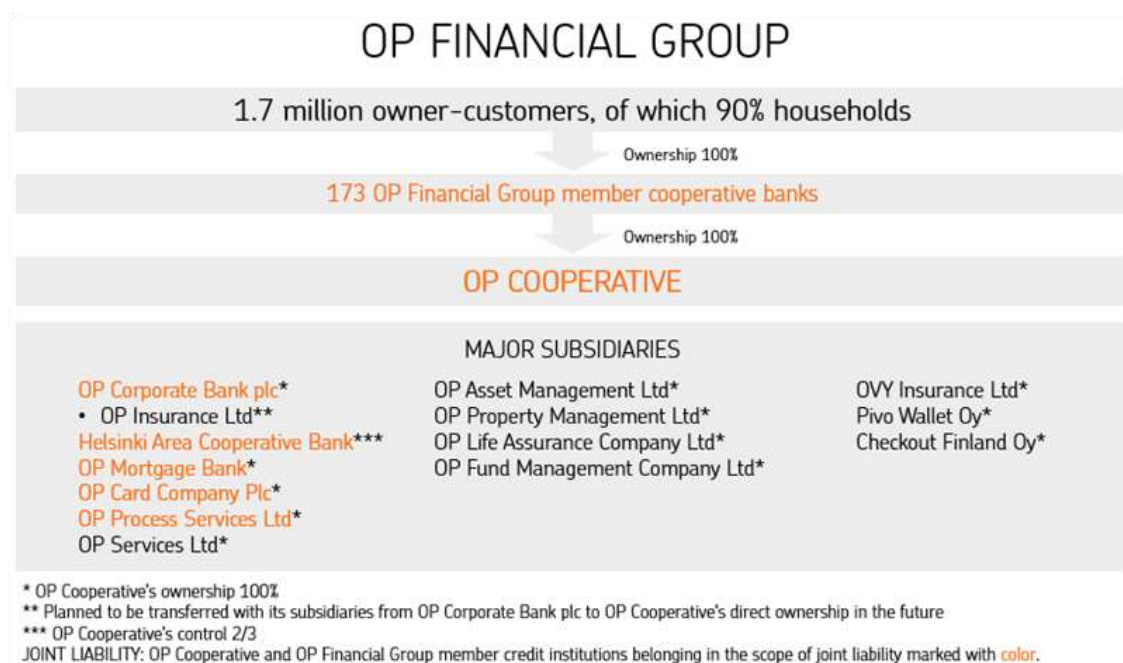 OP FINANCIAL GROUP
1.7 million owner-customers, of which 90% households
Ownership 100%
173 OP Financial Group member cooperative banks
Ownership 100%
OP COOPERATIVE
MAJOR SUBSIDIARIES
OP Corporate Bank plc*
• OP Insurance Ltd**
Helsinki Area Cooperative Bank***
OP Mortgage Bank*
OP Card Company Plc*
OP Process Services Ltd*
OP Services Ltd*
OP Asset Management Ltd*
OP Property Management Ltd*
OP Life Assurance Company Ltd*
OP Fund Management Company Ltd*
OVY Insurance Ltd*
Pivo Wallet Oy*
Checkout Finland Oy*
* OP Cooperative's ownership 100%
** Planned to be transferred with its subsidiaries from OP Corporate Bank plc to OP Cooperative's direct ownership in the future
*** OP Cooperative's control 2/3
JOINT LIABILITY: OP Cooperative and OP Financial Group member credit institutions belonging in the scope of joint liability marked with color.